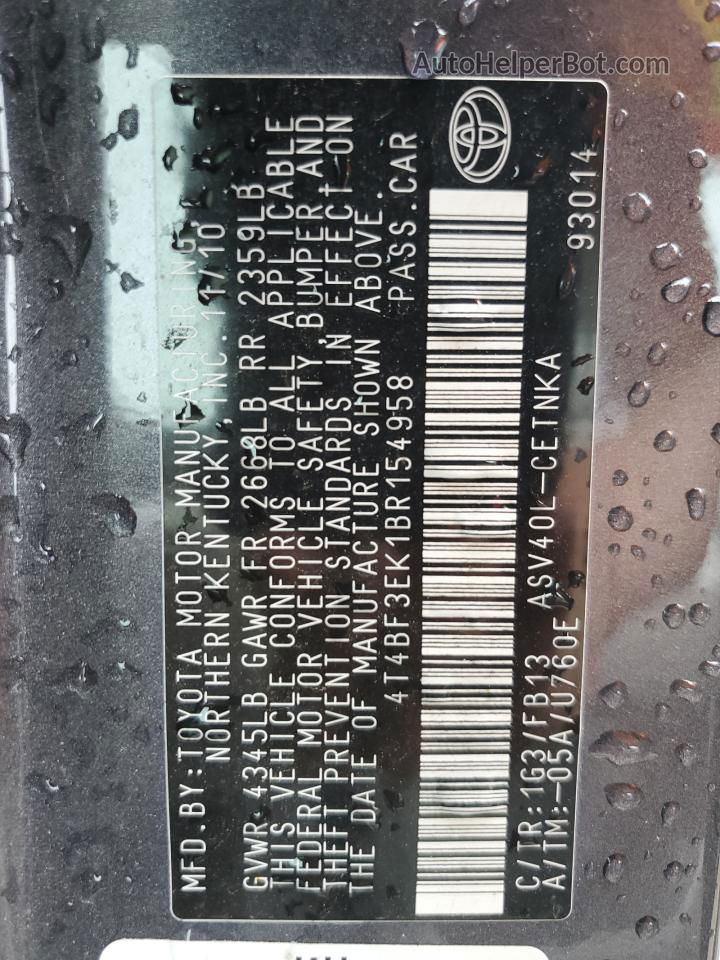 AutoHelperBot.com
MFD.BY:TOYOTA MOTOR MANUFACTURING,
NORTHERN KENTUCKY,INC. 11/10
GVWR 4345LB GAWR FR 2668LB RR 2359LB
THIS VEHICLE CONFORMS TO ALL APPLICABLE
FEDERAL MOTOR VEHICLE SAFETY,BUMPER AND
THEFT PREVENTION STANDARDS IN EFFECT ON
THE DATE OF MANUFACTURE SHOWN ABOVE.
4T4BF3EK1BR154958 PASS.CAR
C/TR:1G3/FB13 ASV40L-CETNKA
A/TM:-05A/U760E 93014